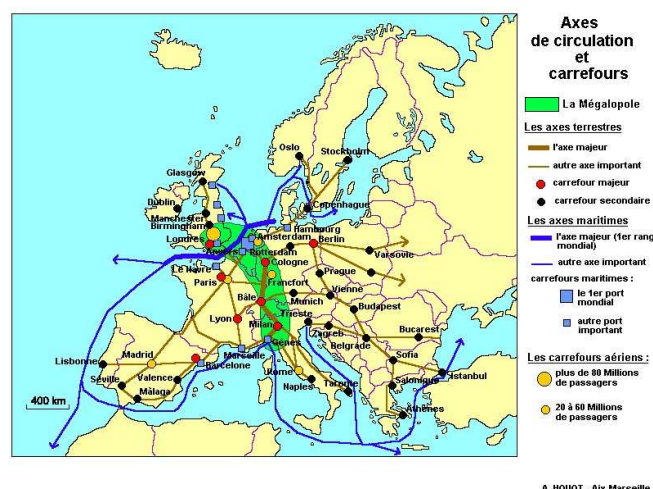 Axes
de circulation
et
carrefours
La Mégalopole
Les axes terrestres
l'axe majeur
autre axe important
carrefour majeur
carrefour secondaire
Les axes maritimes
l'axe majeur (1er rang
mondial)
autre axe important
carrefours maritimes :
le 1er port
mondial
autre port
important
Les carrefours aériens :
plus de 80 Millions
de passagers
20 à 60 Millions
de passagers
Oslo
Stockholm
Glasgow
Dublin
Copenhague
Manchester
Birmingham
Hambourg
Londres
Amsterdam
Berlin
Anvers
Rotterdam
Varsovie
Le Havre
Cologne
Paris
Prague
Francfort
Vienne
Bâle
Munich
Budapest
Lyon
Milan
Trieste
Zagreb
Bucarest
Gênes
Belgrade
Marseille
Sofia
Madrid
Barcelone
Rome
Lisbonne
Valence
Naples
Tarente
Salonique
Istanbul
Séville
Màlaga
Athènes
400 km
A. HOUOT Aix Marseille